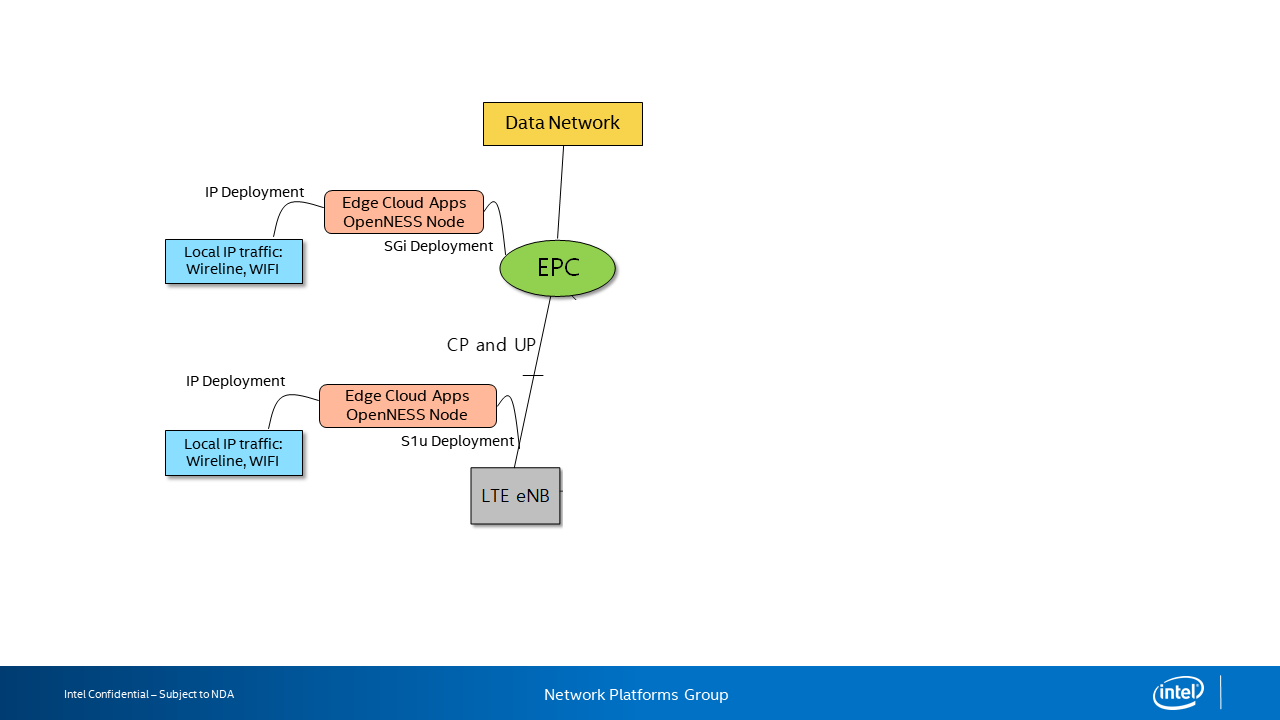 Data Network
IP Deployment
Edge Cloud Apps
OpenNESS Node
Local IP traffic:
Wireline, WIFI
SGi Deployment
EPC
CP and UP
IP Deployment
Edge Cloud Apps
OpenNESS Node
Local IP traffic:
Wireline, WIFI
S1u Deployment
LTE eNB
Intel Confidential – Subject to NDA
Network Platforms Group
intel